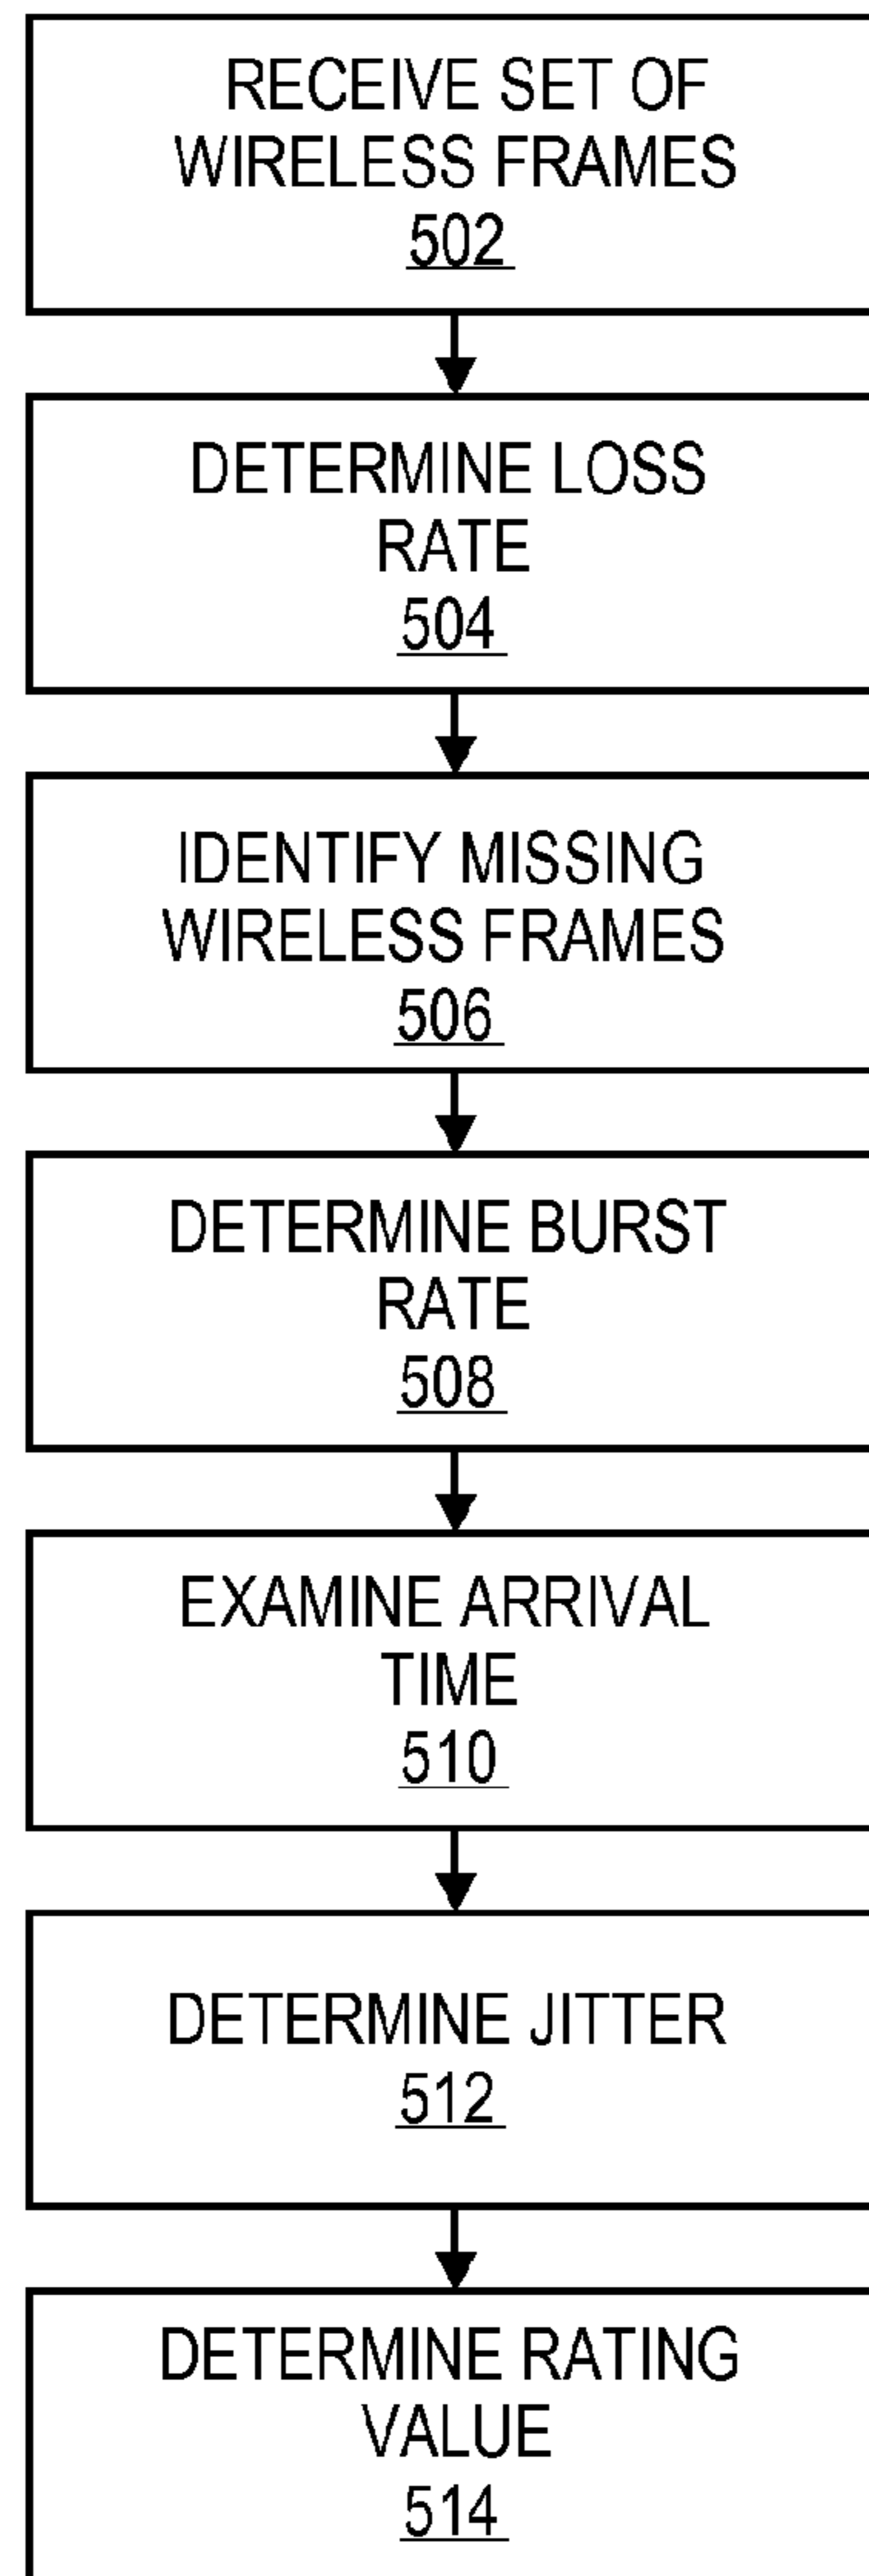 RECEIVE SET OF
WIRELESS FRAMES
502
DETERMINE LOSS
RATE
504
IDENTIFY MISSING
WIRELESS FRAMES
506
DETERMINE BURST
RATE
508
EXAMINE ARRIVAL
TIME
510
DETERMINE JITTER
512
DETERMINE RATING
VALUE
514